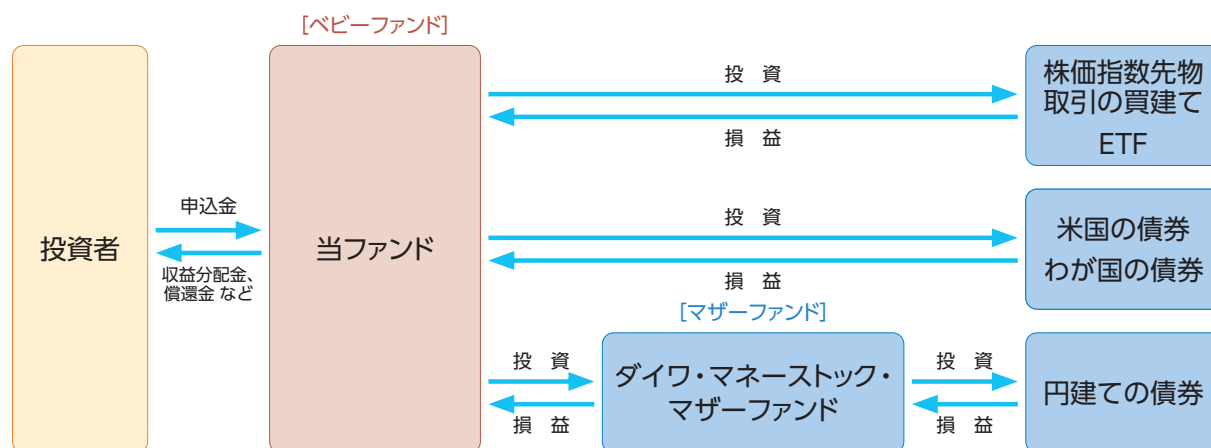 [ベビーファンド]
投資者
申込金
収益分配金、
償還金 など
当ファンド
投 資
損 益
株価指数先物
取引の買建て
ETF
投 資
損 益
米国の債券
わが国の債券
[マザーファンド]
投 資
損 益
ダイワ・マネーストック・
マザーファンド
投 資
損 益
円建ての債券